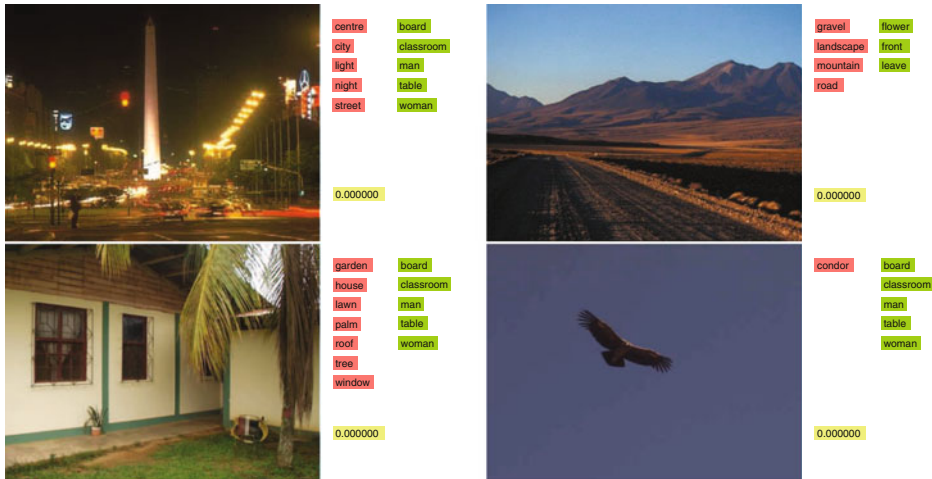 centre board
city classroom
light man
night table
street woman
0.000000
gravel flower
landscape front
mountain leave
road
0.000000
garden board
house classroom
lawn man
palm table
roof woman
tree
window
0.000000
condor board
classroom
man
table
woman
0.000000